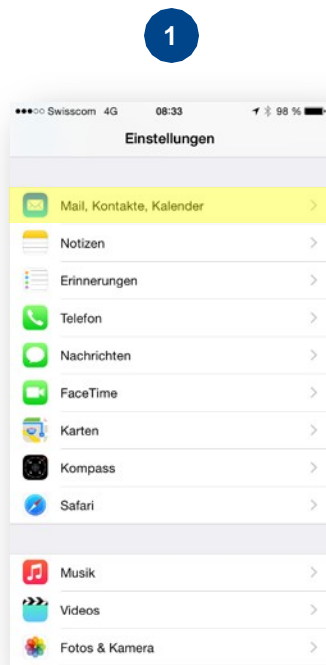 1
Swisscom 4G 08:33 98 %
Einstellungen
Mail, Kontakte, Kalender
Notizen
Erinnerungen
Telefon
Nachrichten
FaceTime
Karten
Kompass
Safari
Musik
Videos
Fotos & Kamera